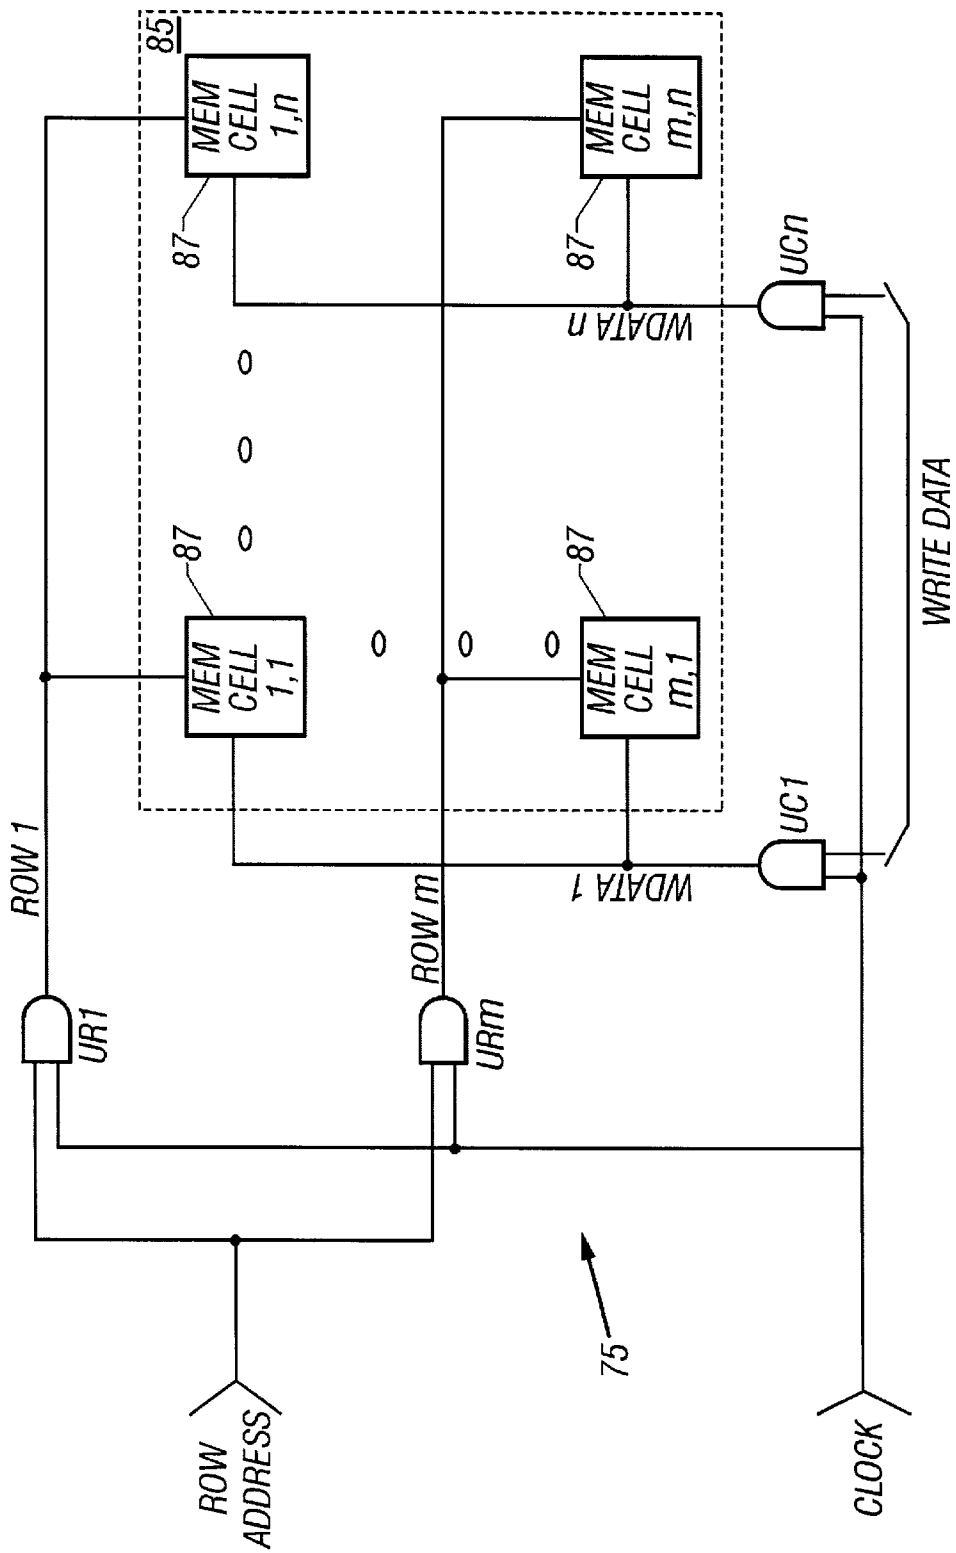 ROW
ADDRESS
CLOCK
75
UR1
URm
ROW 1
ROW m
85
MEM
CELL
1,1
87
MEM
CELL
1,n
87
MEM
CELL
m,1
87
MEM
CELL
m,n
87
WDATA 1
WDATA n
UC1
UCn
WRITE DATA